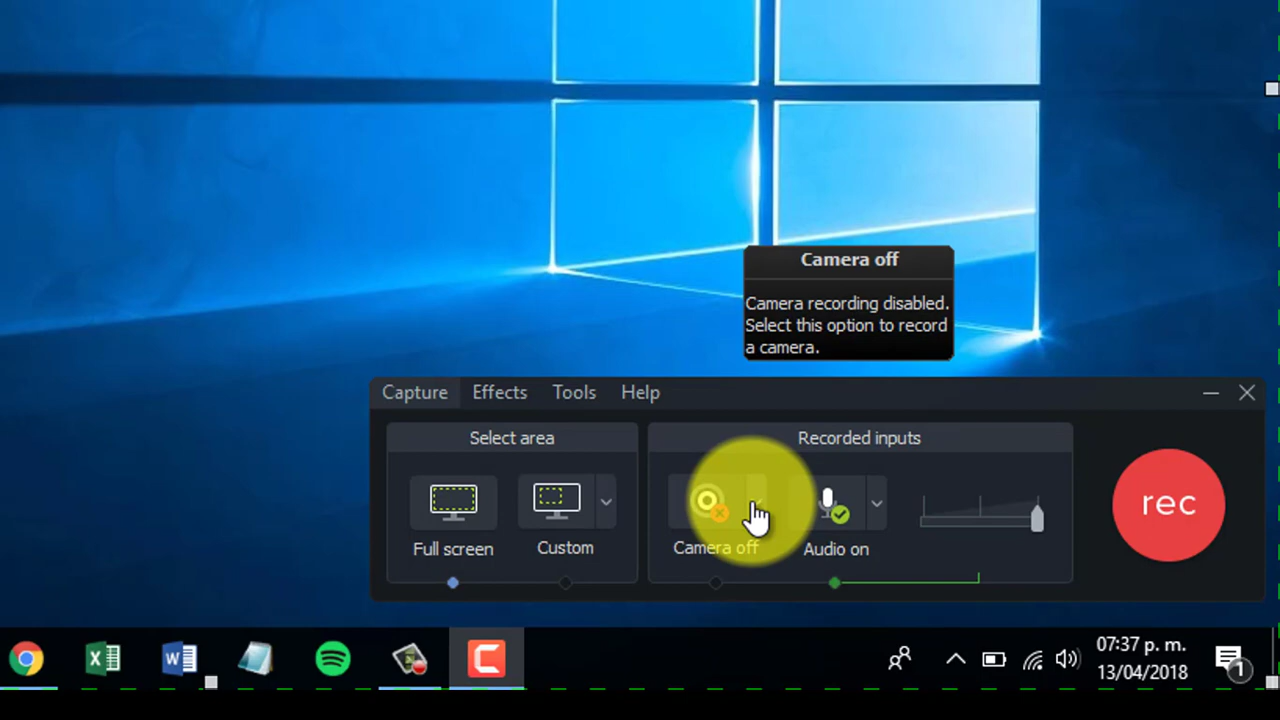 Camera off
Camera recording disabled.
Select this option to record
a camera.
Capture Effects Tools Help
Select area
Recorded inputs
Full screen
Custom
Camera off
Audio on
rec
07:37 p. m.
13/04/2018
1